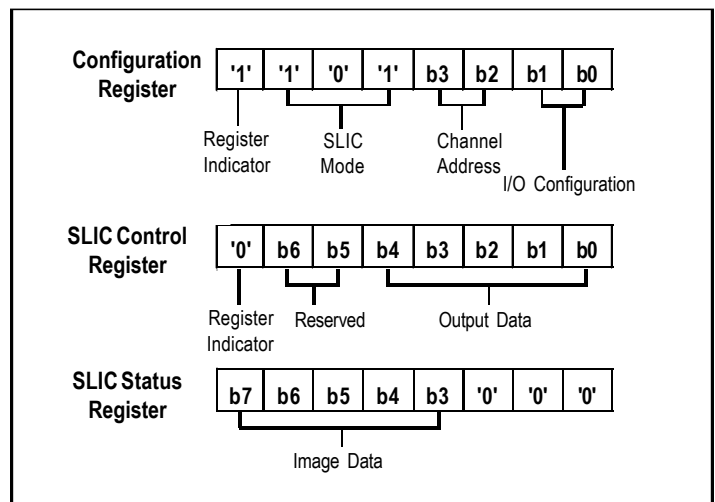 Configuration
Register
'1' '1' '0' '1' b3 b2 b1 b0
Register
Indicator
SLIC
Mode
Channel
Address
I/O Configuration
SLIC Control
Register
'0' b6 b5 b4 b3 b2 b1 b0
Register
Indicator
Reserved
Output Data
SLIC Status
Register
b7 b6 b5 b4 b3 '0' '0' '0'
Image Data